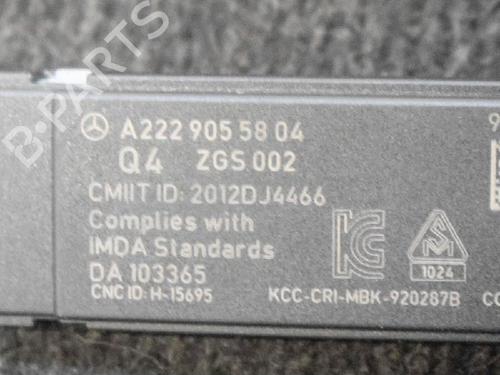 B-PARTS
A222 905 58 04
Q4 ZGS 002
CMIIT ID: 2012DJ4466
Complies with
IMDA Standards
DA 103365
CNC ID: H-15695
KCC-CRI-MBK-920287B
1024